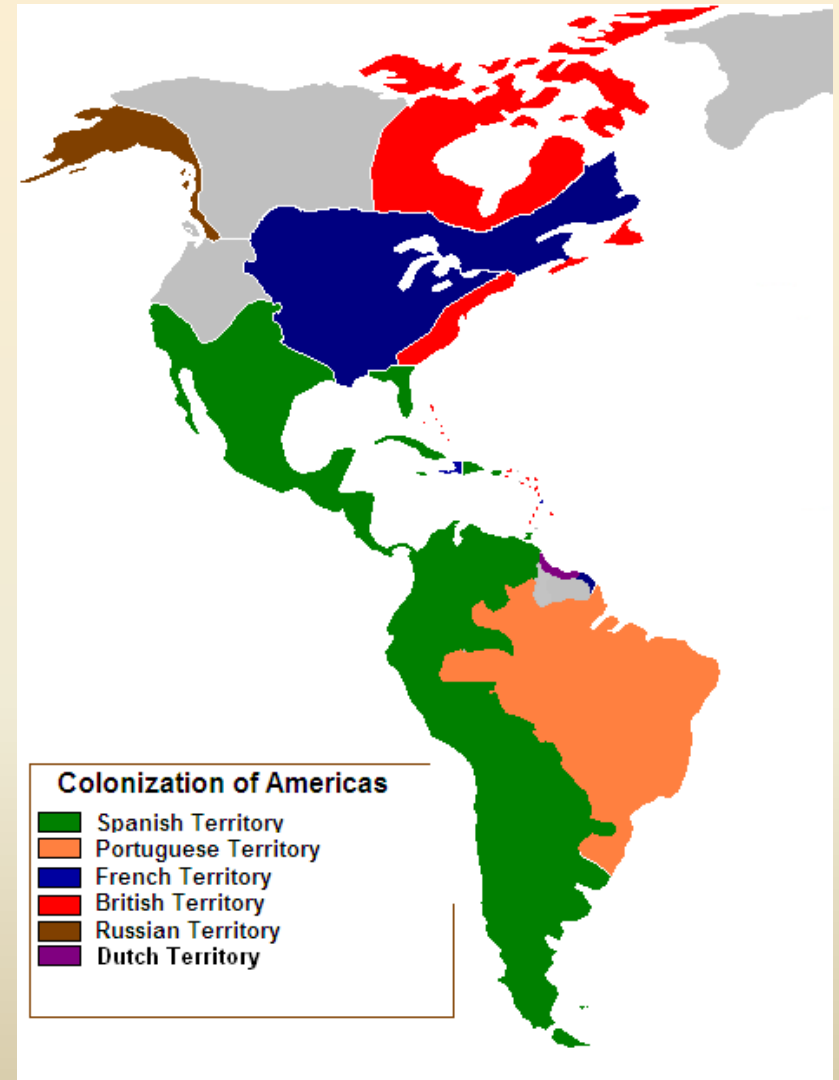 Colonization of Americas
Spanish Territory
Portuguese Territory
French Territory
British Territory
Russian Territory
Dutch Territory